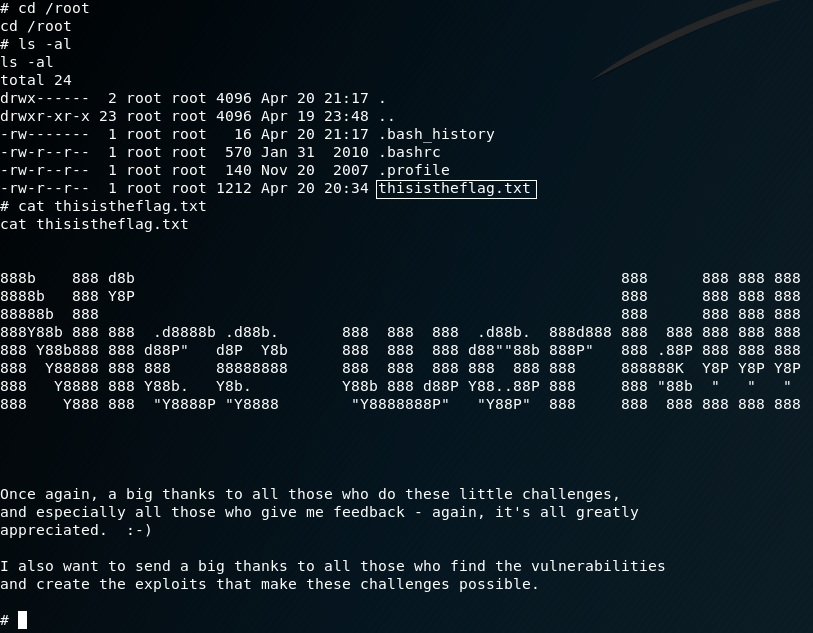 # cd /root
cd /root
# ls -al
ls -al
total 24
drwx------  2 root root 4096 Apr 20 21:17 .
drwxr-xr-x 23 root root 4096 Apr 19 23:48 ..
-rw-------  1 root root   16 Apr 20 21:17 .bash_history
-rw-r--r--  1 root root  570 Jan 31  2010 .bashrc
-rw-r--r--  1 root root  140 Nov 20  2007 .profile
-rw-r--r--  1 root root 1212 Apr 20 20:34 thisistheflag.txt
# cat thisistheflag.txt
cat thisistheflag.txt
888b    888 d8b                                                      888      888 888 888
8888b   888 Y8P                                                      888      888 888 888
88888b  888                                                          888      888 888 888
888Y88b 888 888  .d8888b .d88b.       888  888  888  .d88b.  888d888 888  888 888 888 888
888 Y88b888 888 d88P"   d8P  Y8b      888  888  888 d88""88b 888P"   888 .88P 888 888 888
888  Y88888 888 888     88888888      888  888  888 888  888 888     888888K  Y8P Y8P Y8P
888   Y8888 888 Y88b.   Y8b.          Y88b 888 d88P Y88..88P 888     888 "88b  "   "   "
888    Y888 888  "Y8888P "Y8888        "Y8888888P"   "Y88P"  888     888  888 888 888 888
Once again, a big thanks to all those who do these little challenges,
and especially all those who give me feedback - again, it's all greatly
appreciated.  :-)
I also want to send a big thanks to all those who find the vulnerabilities
and create the exploits that make these challenges possible.
#